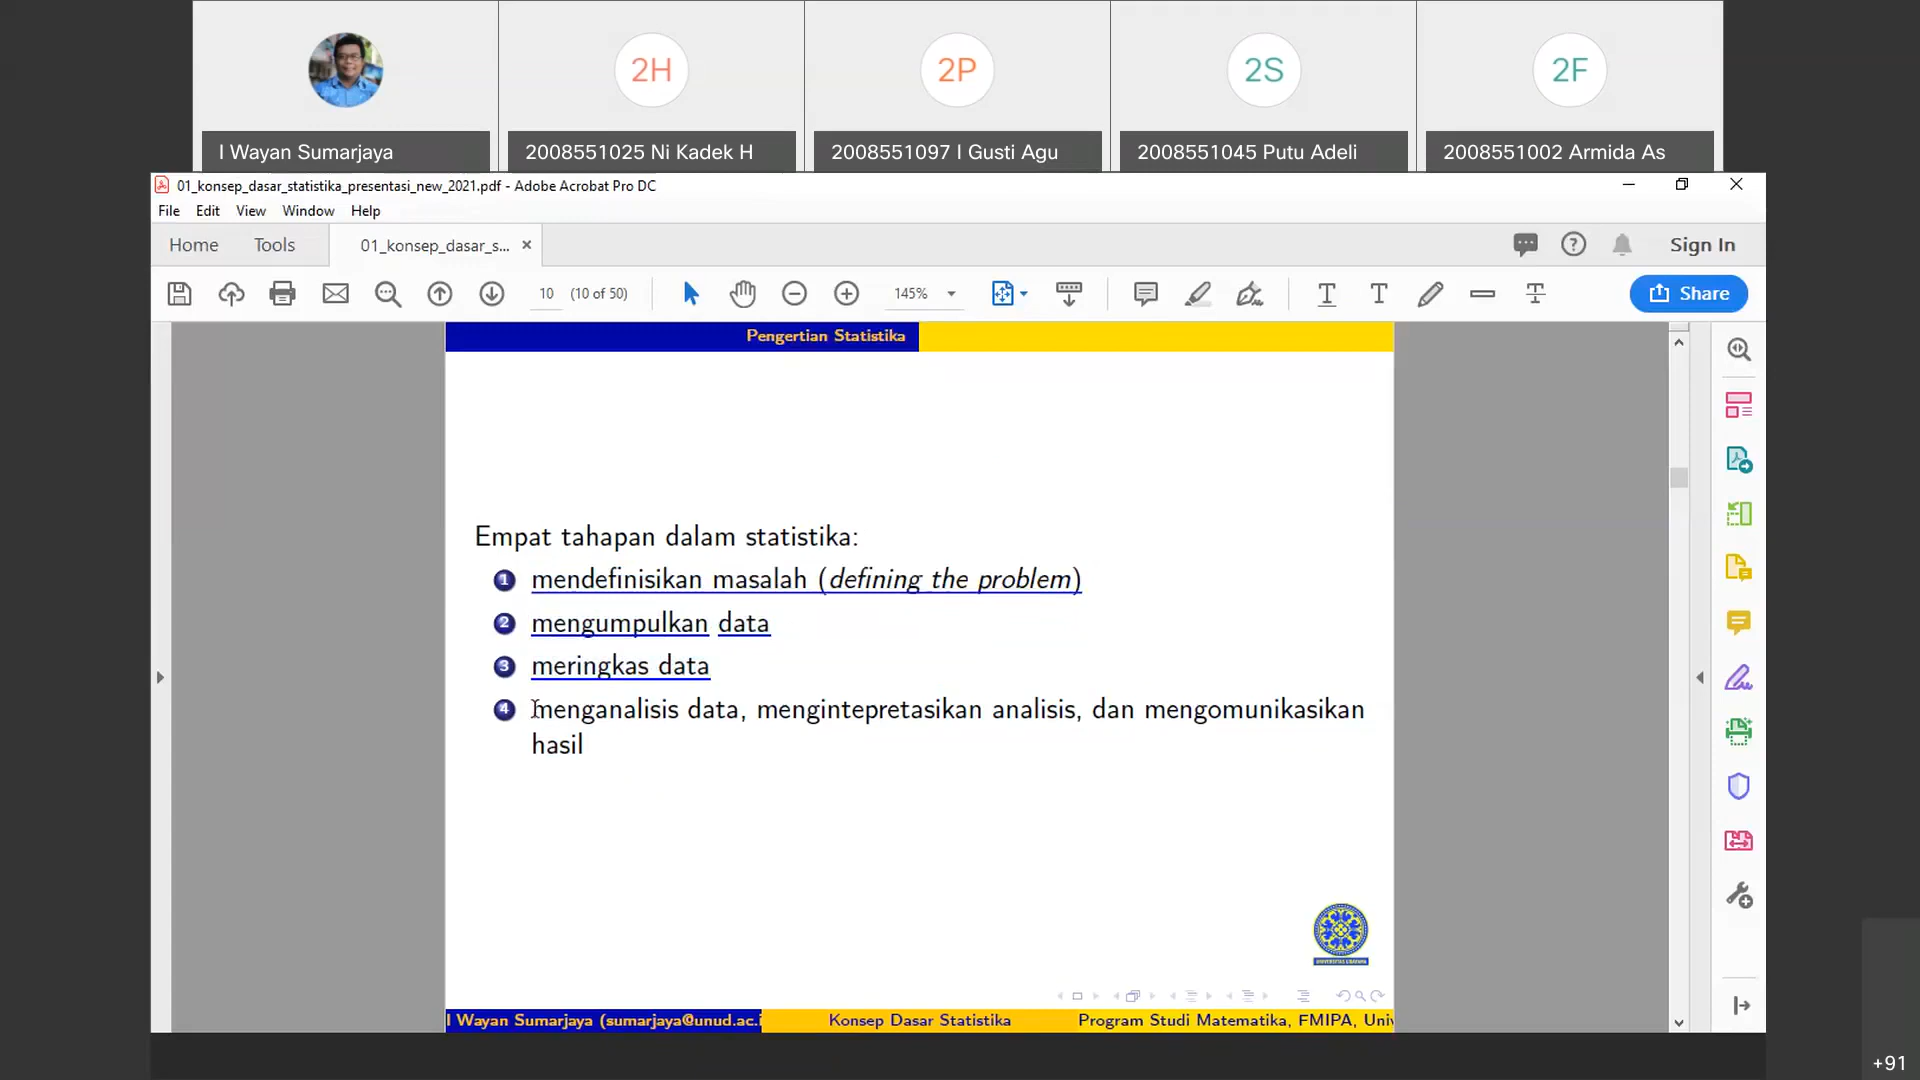 2H
2P
2S
2F
I Wayan Sumarjaya
2008551025 Ni Kadek H
2008551097 I Gusti Agu
2008551045 Putu Adeli
2008551002 Armida As
01_konsep_dasar_statistika_presentasi_new_2021.pdf - Adobe Acrobat Pro DC
File Edit View Window Help
Home Tools 01_konsep_dasar_s... Sign In
10 (10 of 50) 145% Share
Pengertian Statistika
Empat tahapan dalam statistika:
1 mendefinisikan masalah (defining the problem)
2 mengumpulkan data
3 meringkas data
4 menganalisis data, mengintepretasikan analisis, dan mengomunikasikan
hasil
UNIVERSITAS UDAYANA
I Wayan Sumarjaya (sumarjaya@unud.ac.i Konsep Dasar Statistika Program Studi Matematika, FMIPA, Univ
+91